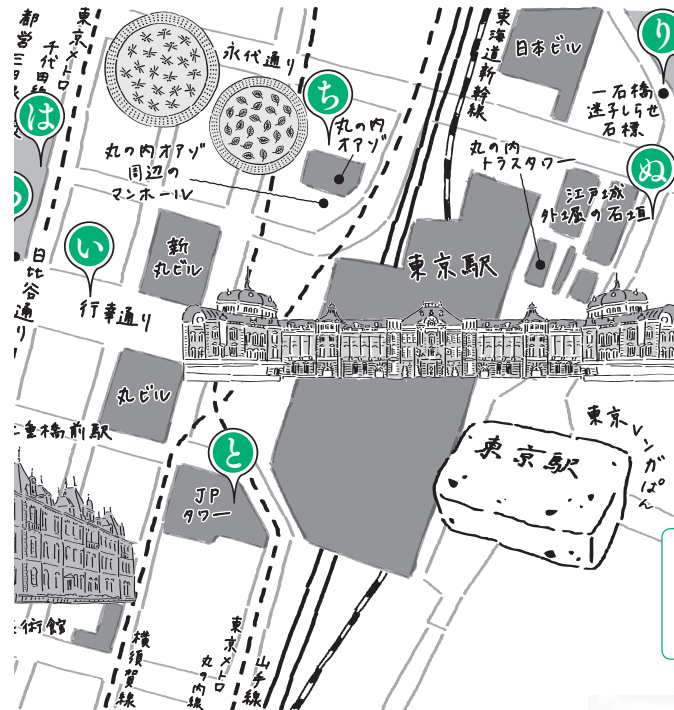 都営三田線
千代田線
東京メトロ
永代通り
東海道新幹線
日本ビル
り
一石橋
迷子しらせ
石標
は
ち
丸の内
オアゾ
丸の内オアゾ
周辺の
マンホール
丸の内
トラストタワー
ぬ
江戸城
外堀の石垣
い
新
丸ビル
行幸通り
日比谷通り
東京駅
丸ビル
二重橋前駅
と
JP
タワー
東京駅
東京レンがぱん
術館
横須賀線
東京メトロ
丸の内線
山手線